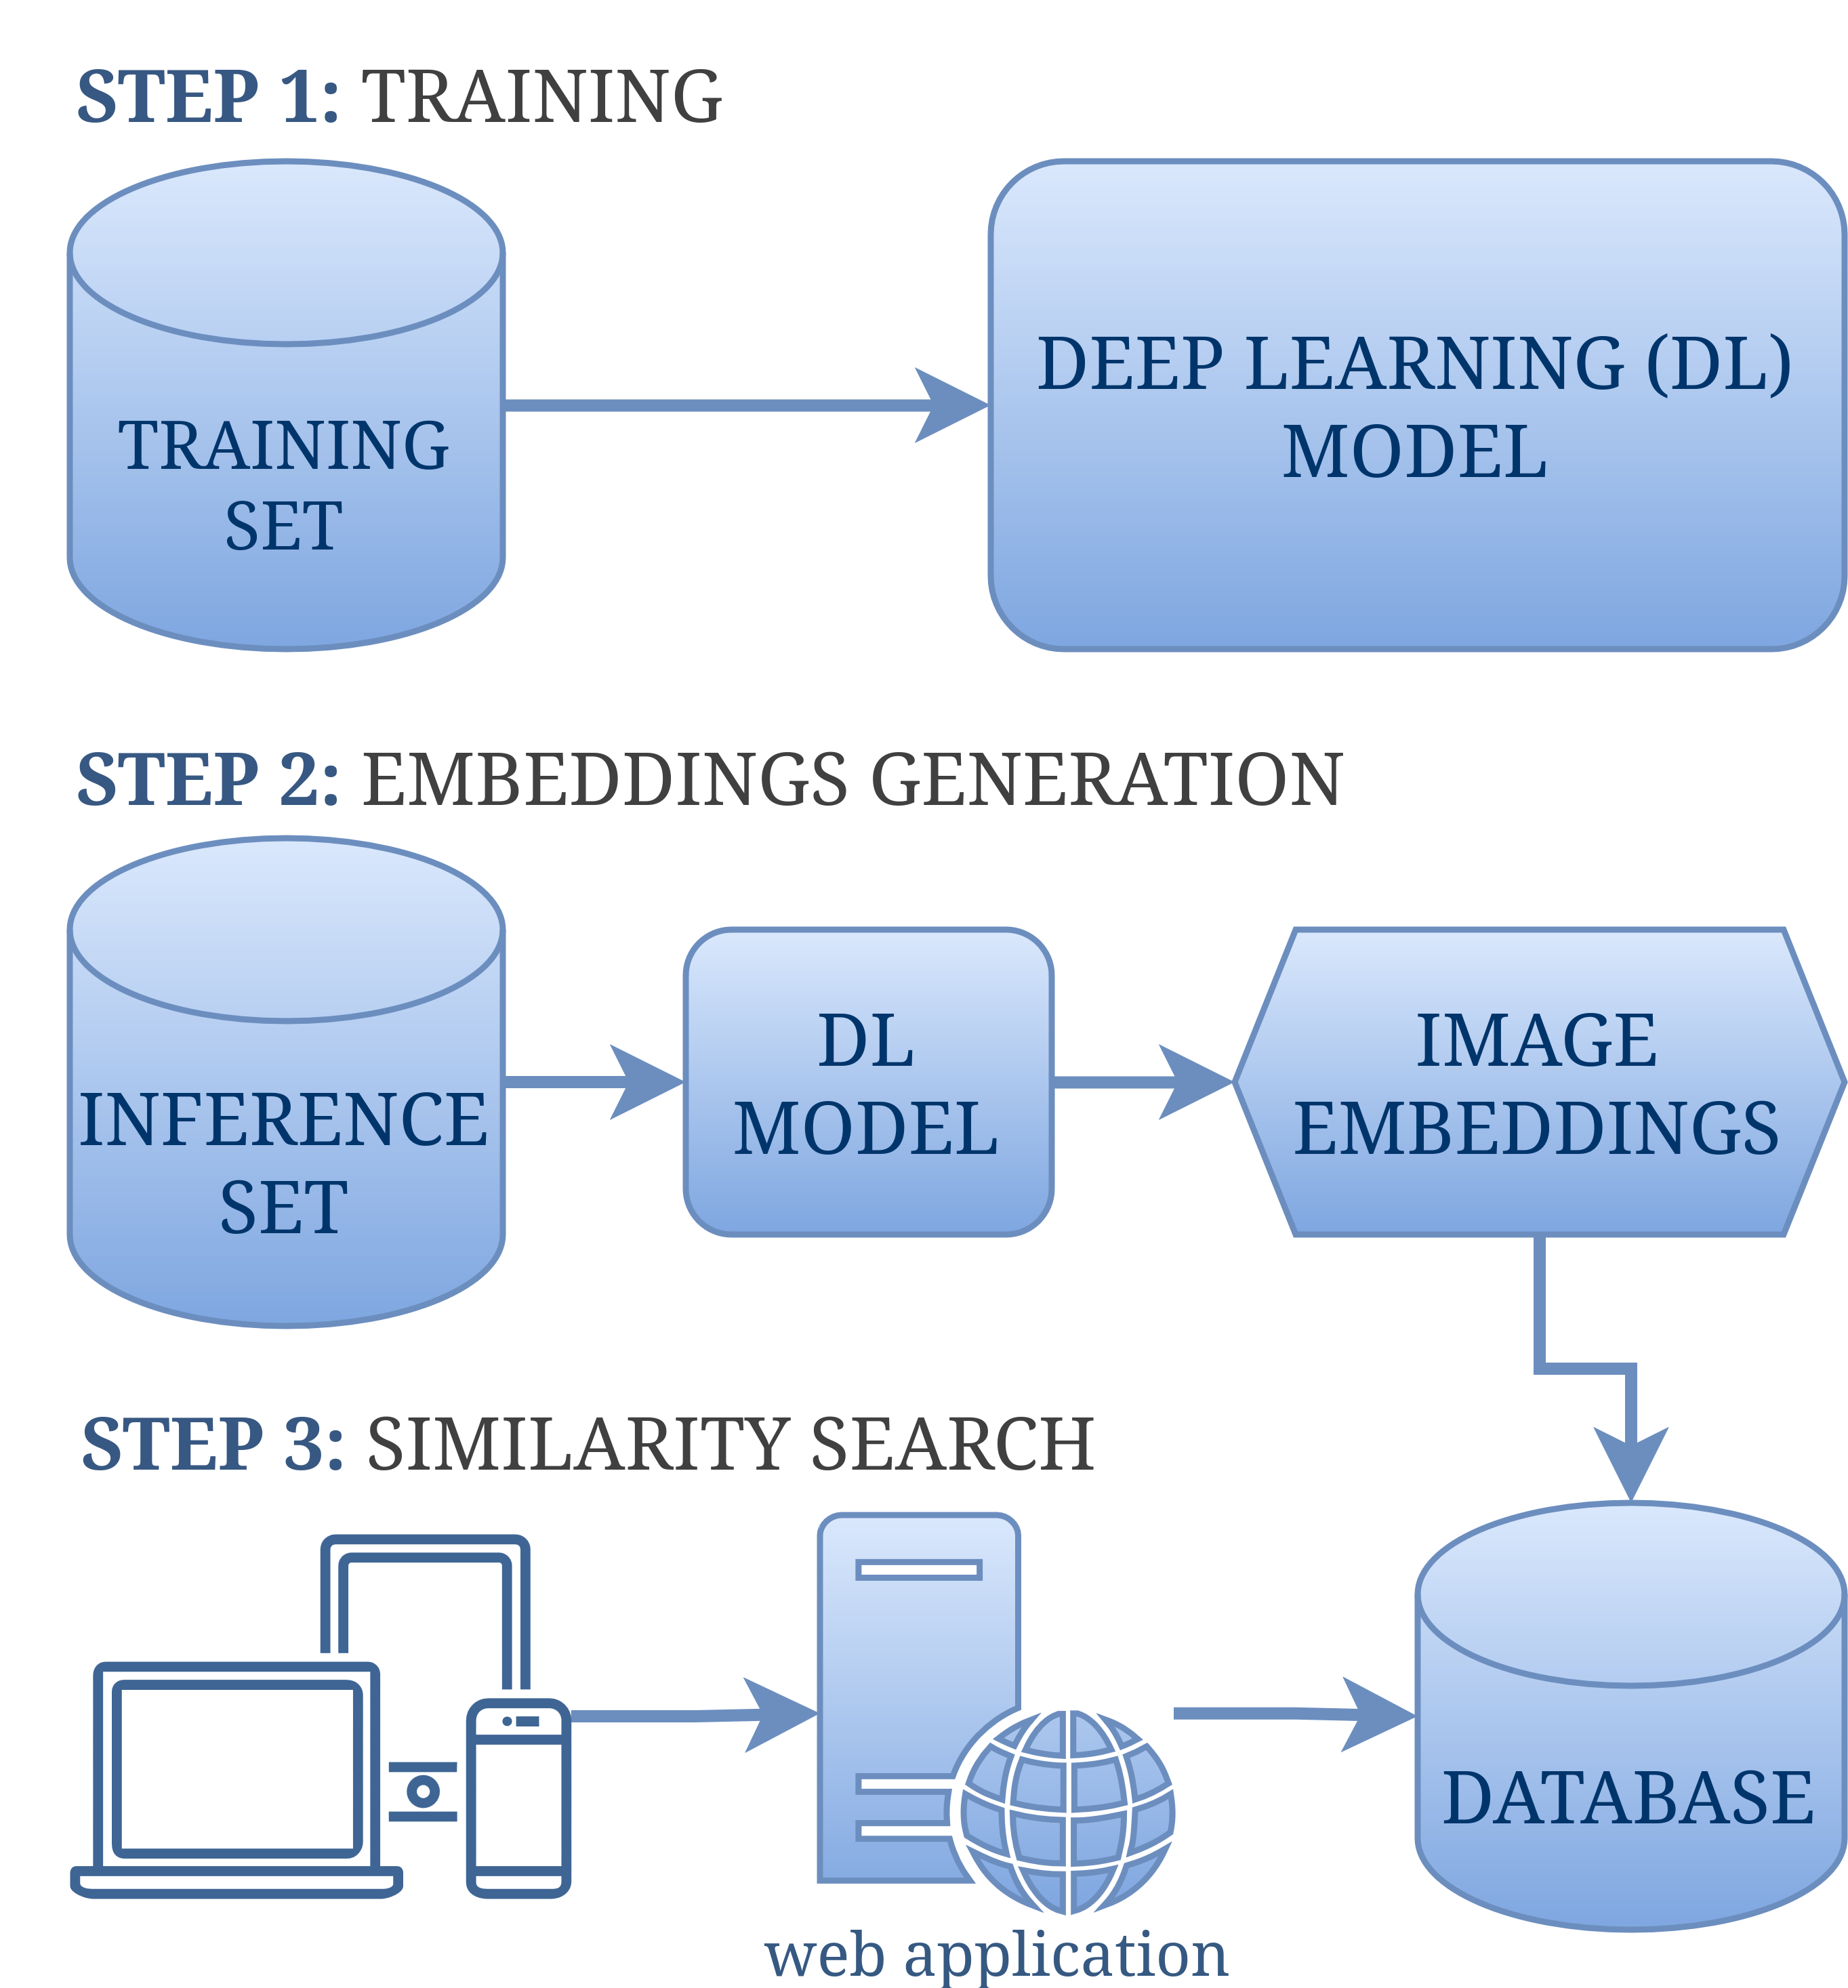 STEP 1: TRAINING
TRAINING
SET
DEEP LEARNING (DL)
MODEL
STEP 2: EMBEDDINGS GENERATION
INFERENCE
SET
DL
MODEL
IMAGE
EMBEDDINGS
STEP 3: SIMILARITY SEARCH
web application
DATABASE